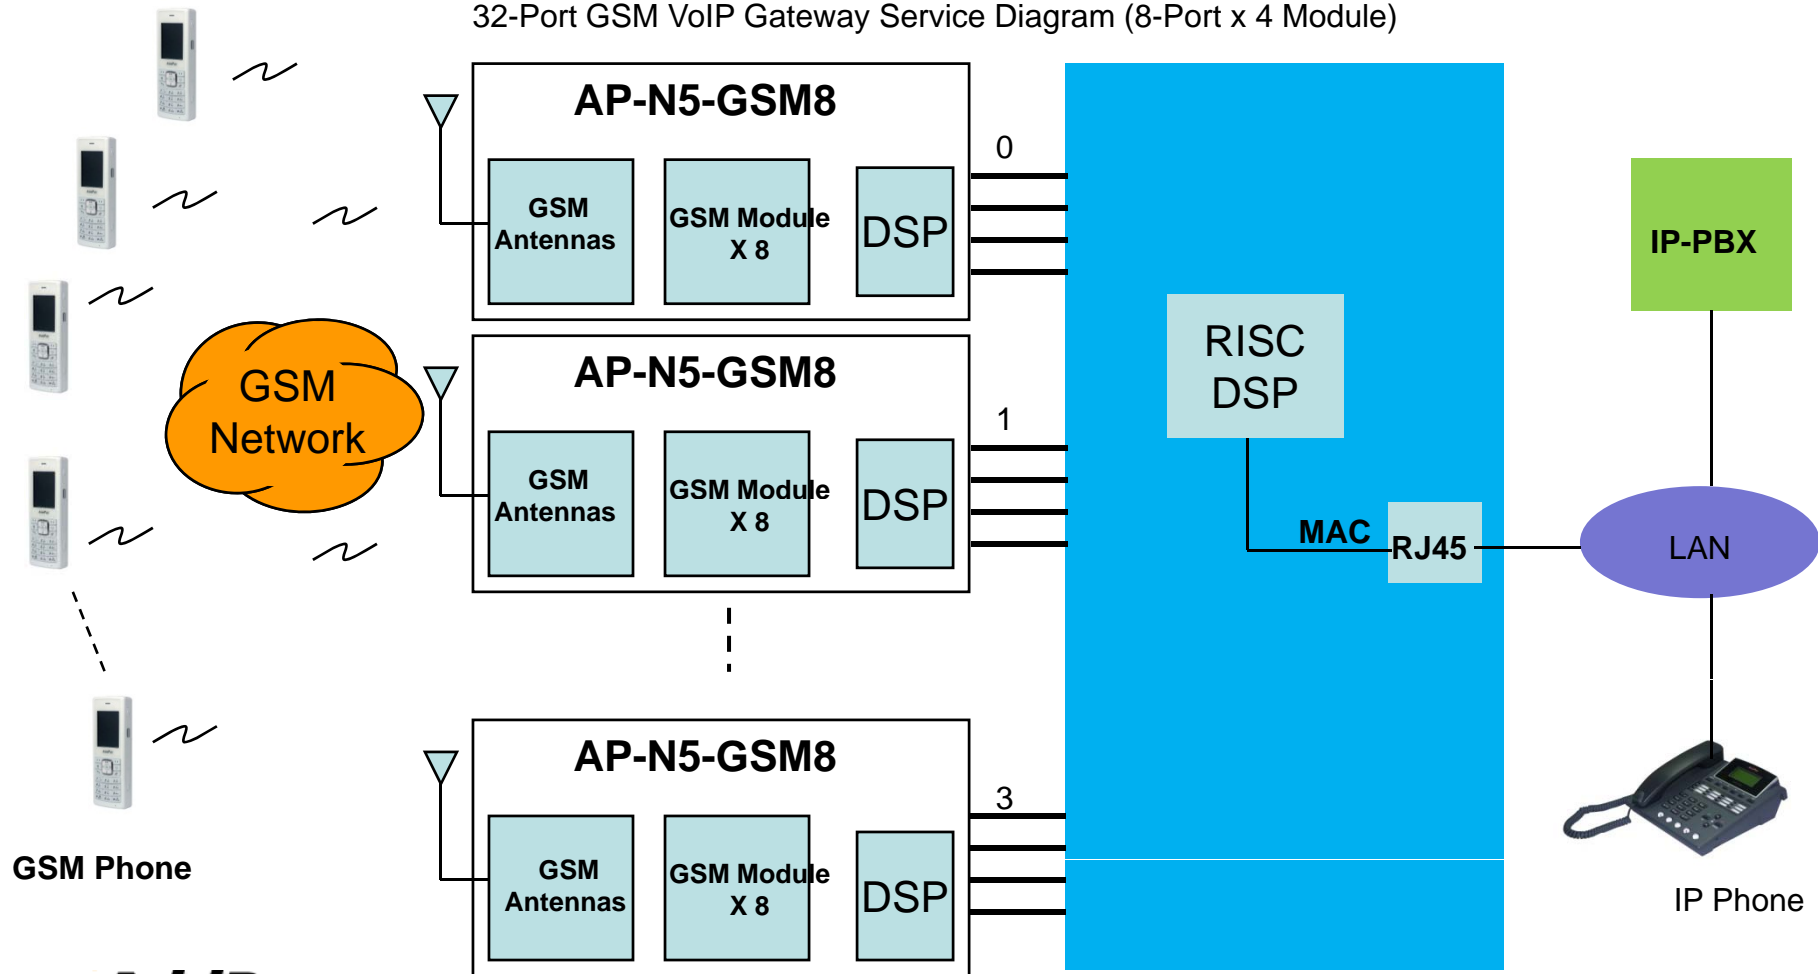 32-Port GSM VoIP Gateway Service Diagram (8-Port x 4 Module)
AP-N5-GSM8
GSM
Antennas
GSM Module
X 8
DSP
0
AP-N5-GSM8
GSM
Antennas
GSM Module
X 8
DSP
1
AP-N5-GSM8
GSM
Antennas
GSM Module
X 8
DSP
3
GSM
Network
GSM Phone
RISC
DSP
MAC
RJ45
IP-PBX
LAN
IP Phone